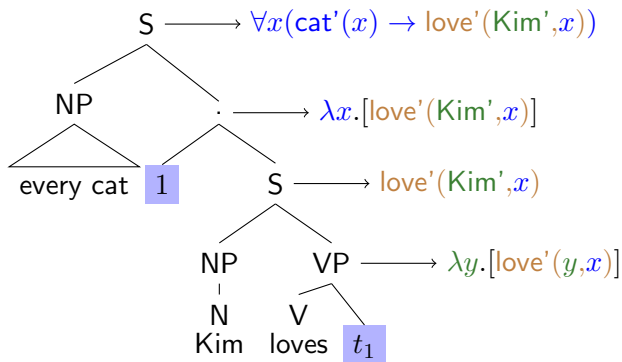 S ∀x(cat'(x) → love'(Kim',x))
NP . λx.[love'(Kim',x)]
every cat 1 S love'(Kim',x)
NP VP λy.[love'(y,x)]
N V
Kim loves t₁